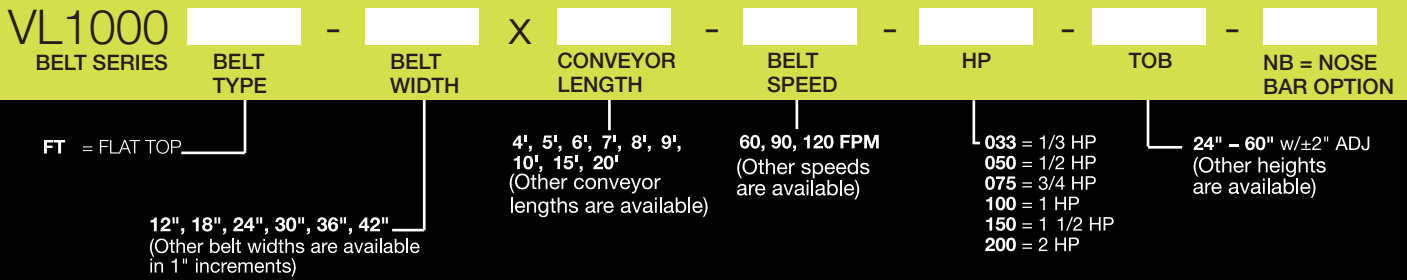 VL1000 - X - - - -
BELT SERIES
BELT
TYPE
BELT
WIDTH
CONVEYOR
LENGTH
BELT
SPEED
HP
TOB
NB = NOSE
BAR OPTION
FT = FLAT TOP
12", 18", 24", 30", 36", 42"
(Other belt widths are available
in 1" increments)
4', 5', 6', 7', 8', 9',
10', 15', 20'
(Other conveyor
lengths are available)
60, 90, 120 FPM
(Other speeds
are available)
033 = 1/3 HP
050 = 1/2 HP
075 = 3/4 HP
100 = 1 HP
150 = 1 1/2 HP
200 = 2 HP
24" – 60" w/±2" ADJ
(Other heights
are available)